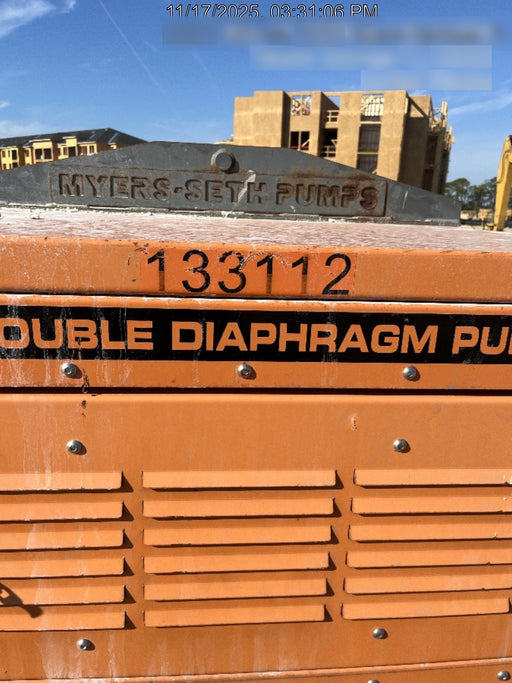 11/17/2025, 03:31:06 PM
MYERS-SETH PUMPS
133112
OUBLE DIAPHRAGM PU